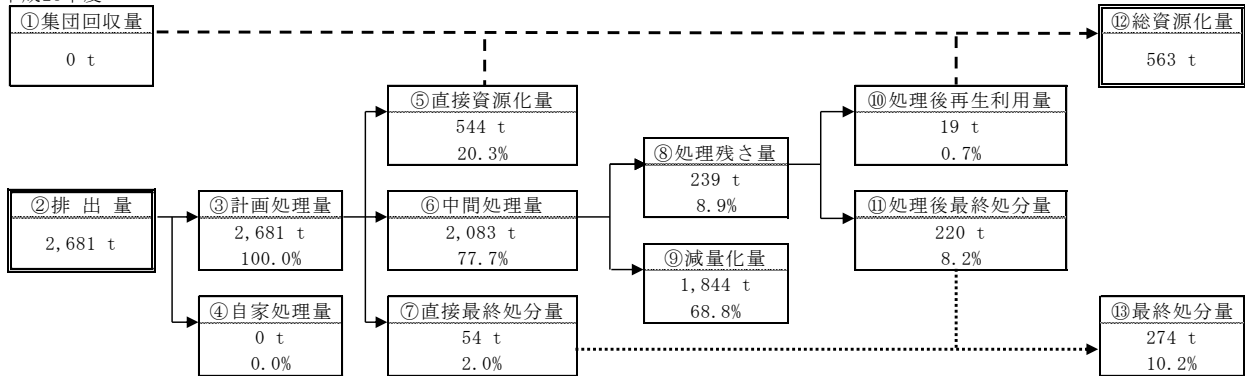 ①集団回収量
0 t
⑫総資源化量
563 t
⑤直接資源化量
544 t
20.3%
⑩処理後再生利用量
19 t
0.7%
⑧処理残さ量
239 t
8.9%
②排 出 量
2,681 t
③計画処理量
2,681 t
100.0%
⑥中間処理量
2,083 t
77.7%
⑪処理後最終処分量
220 t
8.2%
⑨減量化量
1,844 t
68.8%
④自家処理量
0 t
0.0%
⑦直接最終処分量
54 t
2.0%
⑬最終処分量
274 t
10.2%